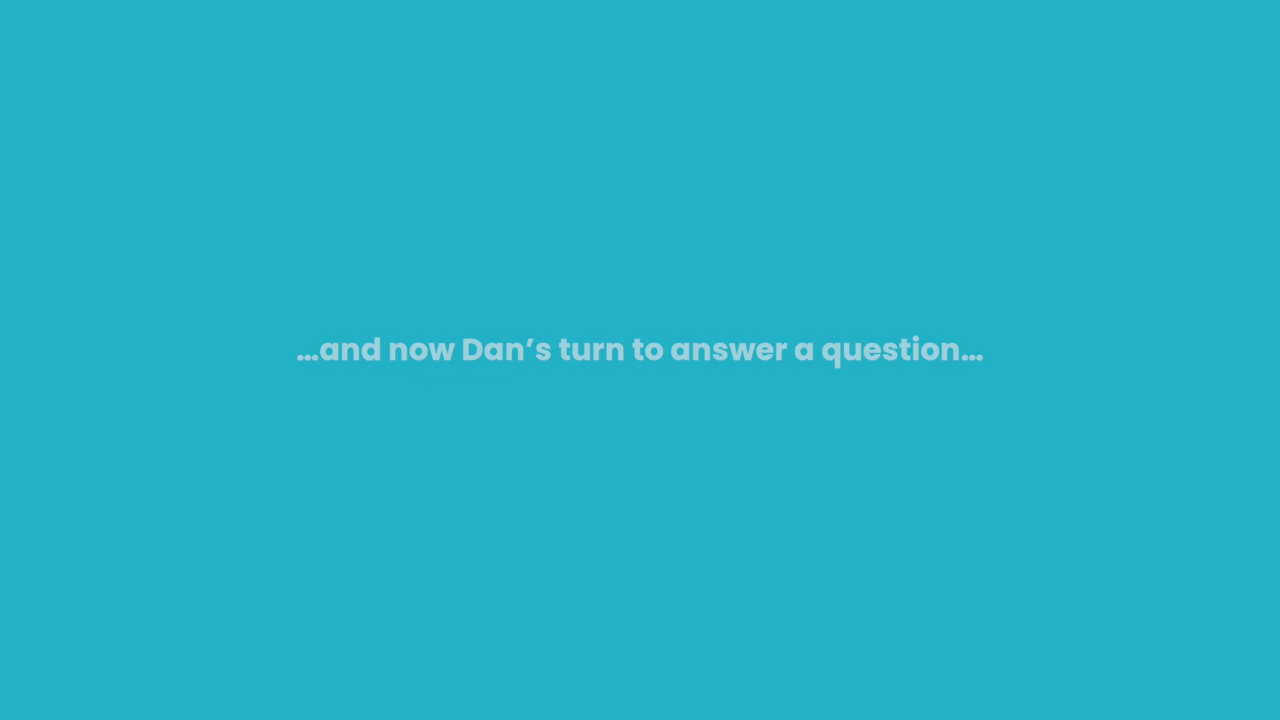 …and now Dan’s turn to answer a question…